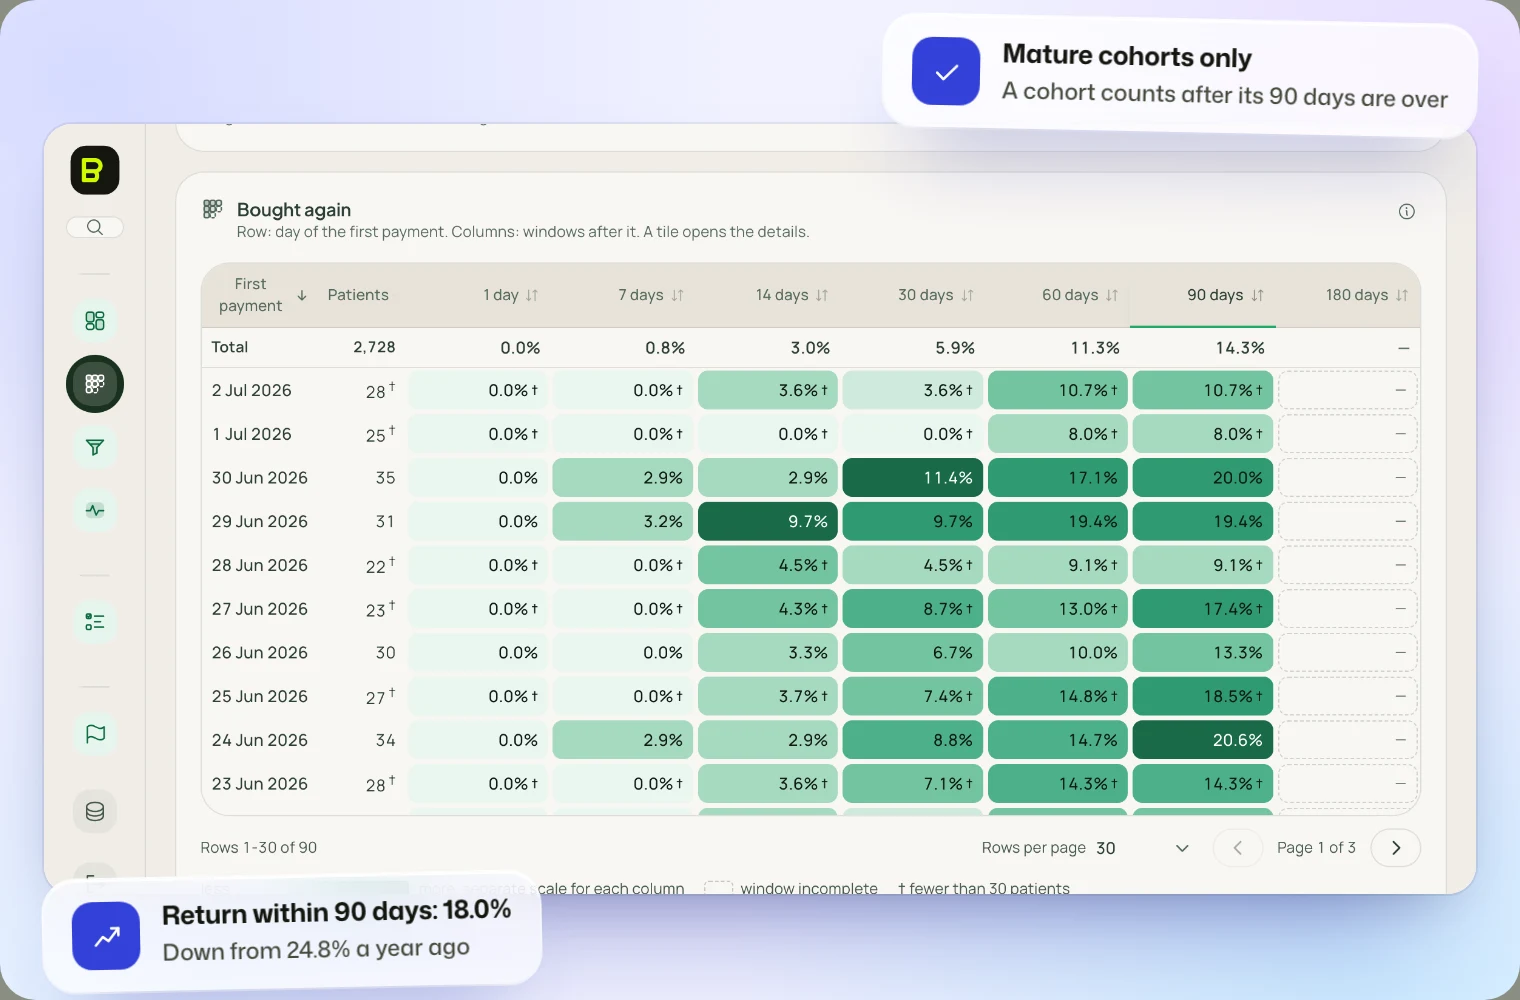 Mature cohorts only
A cohort counts after its 90 days are over
B
Bought again
Row: day of the first payment. Columns: windows after it. A tile opens the details.
First payment ↓ Patients 1 day 7 days 14 days 30 days 60 days 90 days 180 days
Total 2,728 0.0% 0.8% 3.0% 5.9% 11.3% 14.3% –
2 Jul 2026 28† 0.0%† 0.0%† 3.6%† 3.6%† 10.7%† 10.7%† –
1 Jul 2026 25† 0.0%† 0.0%† 0.0%† 0.0%† 8.0%† 8.0%† –
30 Jun 2026 35 0.0% 2.9% 2.9% 11.4% 17.1% 20.0% –
29 Jun 2026 31 0.0% 3.2% 9.7% 9.7% 19.4% 19.4% –
28 Jun 2026 22† 0.0%† 0.0%† 4.5%† 4.5%† 9.1%† 9.1%† –
27 Jun 2026 23† 0.0%† 0.0%† 4.3%† 8.7%† 13.0%† 17.4%† –
26 Jun 2026 30 0.0% 0.0% 3.3% 6.7% 10.0% 13.3% –
25 Jun 2026 27† 0.0%† 0.0%† 3.7%† 7.4%† 14.8%† 18.5%† –
24 Jun 2026 34 0.0% 2.9% 2.9% 8.8% 14.7% 20.6% –
23 Jun 2026 28† 0.0%† 0.0%† 3.6%† 7.1%† 14.3%† 14.3%† –
Rows 1-30 of 90 Rows per page 30 Page 1 of 3
scale for each column window incomplete † fewer than 30 patients
Return within 90 days: 18.0%
Down from 24.8% a year ago